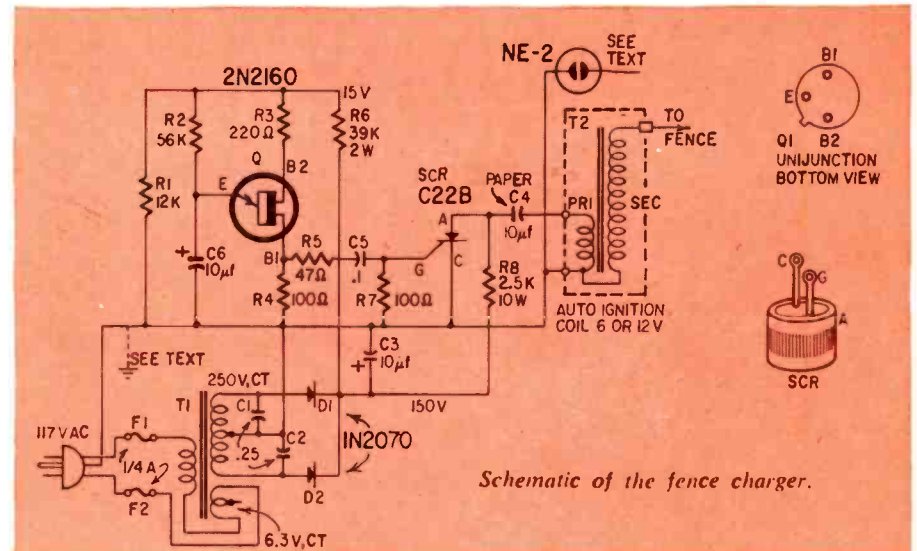 2N2160
NE-2
SEE
TEXT
B1
E
B2
Q1
UNIJUNCTION
BOTTOM VIEW
15V
R2
56K
R3
220Ω
R6
39K
2W
Q
B2
E
R1
12K
SCR
C22B
PAPER
C4
10μf
A
G
C
T2
TO
FENCE
PRI
SEC
C6
10μf
+
B1
R5
47Ω
C5
.1
R4
100Ω
R7
100Ω
R8
2.5K
10W
AUTO IGNITION
COIL 6 OR 12V
C
G
A
SCR
SEE TEXT
C3
10μf
+
250V,CT
T1
C1
D1
150V
117VAC
F1
1/4A
F2
C2
.25
1N2070
D2
6.3V,CT
Schematic of the fence charger.